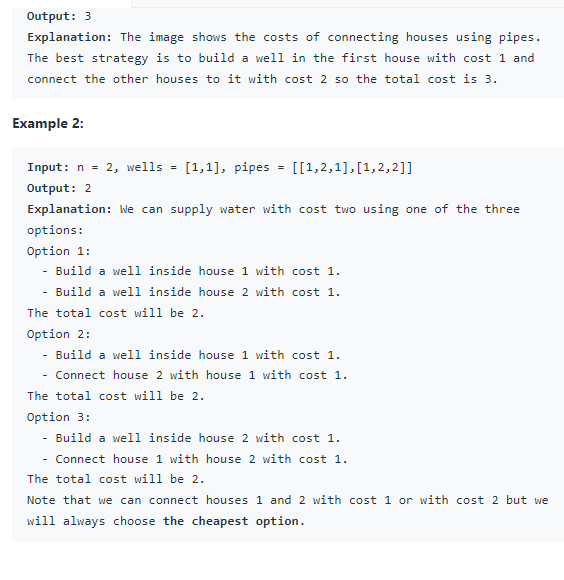 Output: 3
Explanation: The image shows the costs of connecting houses using pipes.
The best strategy is to build a well in the first house with cost 1 and
connect the other houses to it with cost 2 so the total cost is 3.
Example 2:
Input: n = 2, wells = [1,1], pipes = [[1,2,1],[1,2,2]]
Output: 2
Explanation: We can supply water with cost two using one of the three
options:
Option 1:
- Build a well inside house 1 with cost 1.
- Build a well inside house 2 with cost 1.
The total cost will be 2.
Option 2:
- Build a well inside house 1 with cost 1.
- Connect house 2 with house 1 with cost 1.
The total cost will be 2.
Option 3:
- Build a well inside house 2 with cost 1.
- Connect house 1 with house 2 with cost 1.
The total cost will be 2.
Note that we can connect houses 1 and 2 with cost 1 or with cost 2 but we
will always choose the cheapest option.